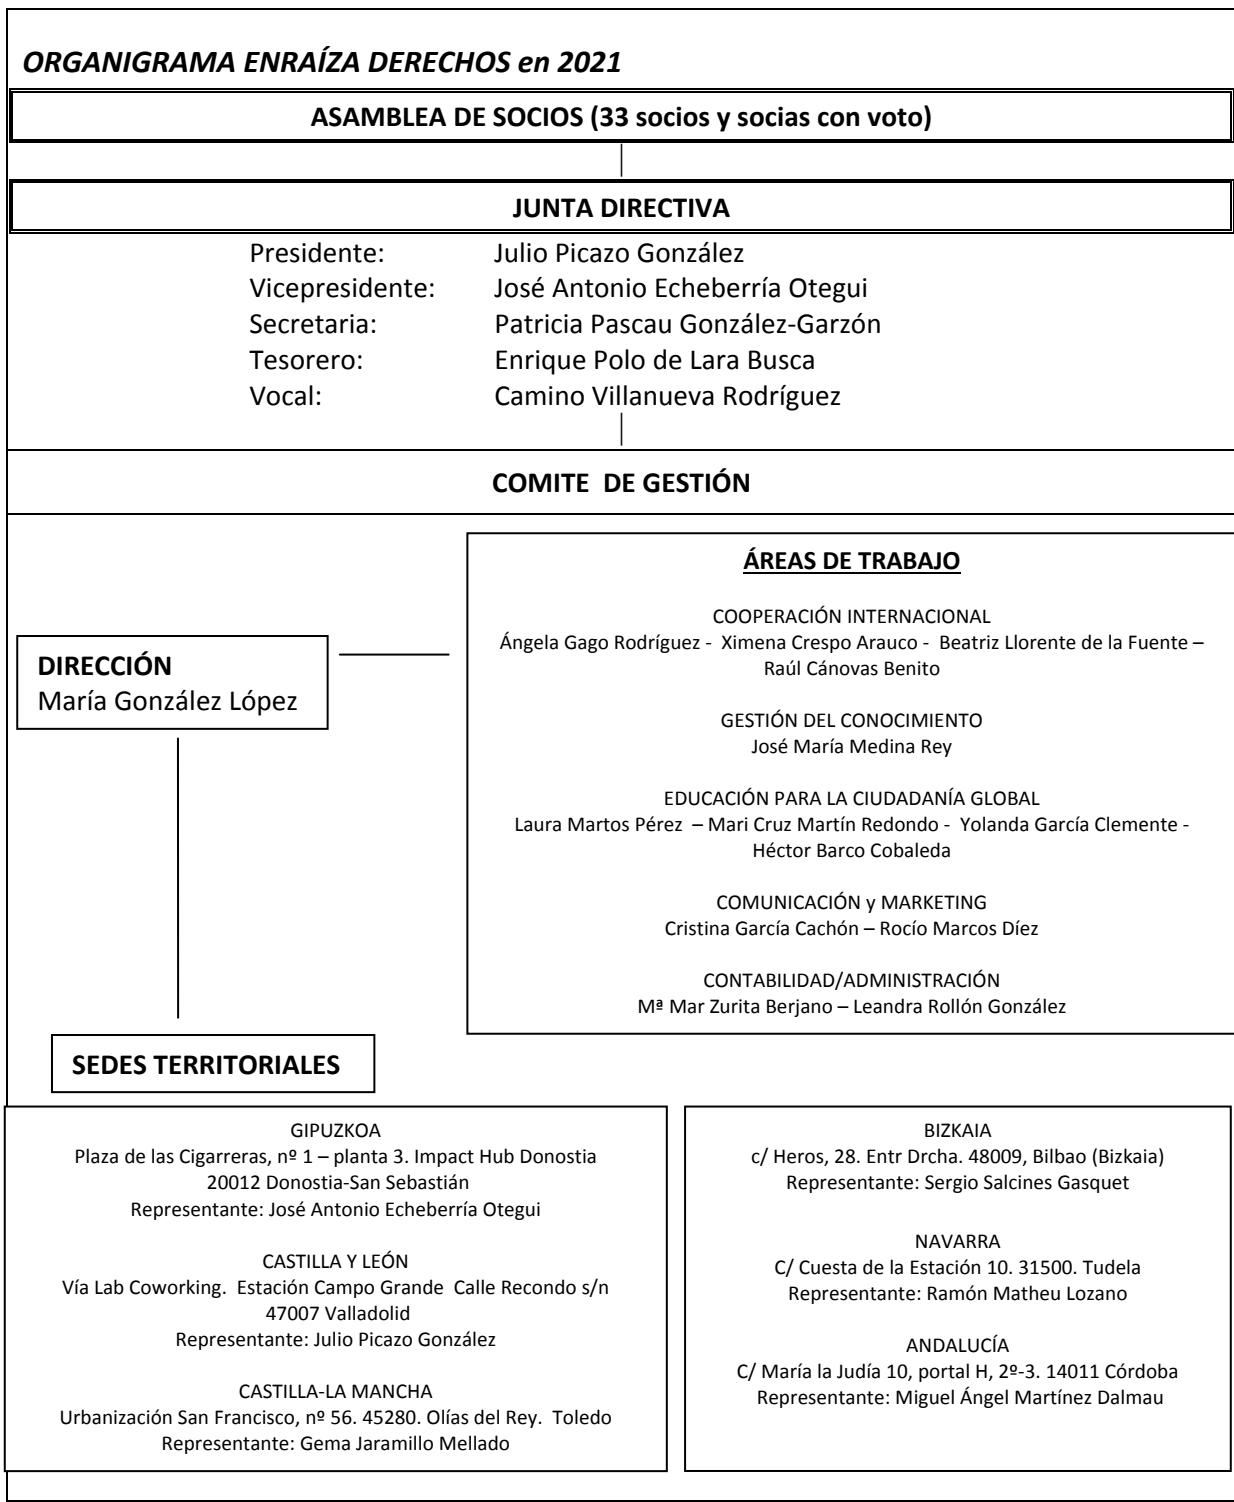 ORGANIGRAMA ENRAÍZA DERECHOS en 2021
ASAMBLEA DE SOCIOS (33 socios y socias con voto)
JUNTA DIRECTIVA
Presidente: Julio Picazo González
Vicepresidente: José Antonio Echeberría Otegui
Secretaria: Patricia Pascau González-Garzón
Tesorero: Enrique Polo de Lara Busca
Vocal: Camino Villanueva Rodríguez
COMITE DE GESTIÓN
DIRECCIÓN
María González López
ÁREAS DE TRABAJO
COOPERACIÓN INTERNACIONAL
Ángela Gago Rodríguez - Ximena Crespo Arauco - Beatriz Llorente de la Fuente –
Raúl Cánovas Benito
GESTIÓN DEL CONOCIMIENTO
José María Medina Rey
EDUCACIÓN PARA LA CIUDADANÍA GLOBAL
Laura Martos Pérez – Mari Cruz Martín Redondo - Yolanda García Clemente -
Héctor Barco Cobaleda
COMUNICACIÓN y MARKETING
Cristina García Cachón – Rocío Marcos Díez
CONTABILIDAD/ADMINISTRACIÓN
Mª Mar Zurita Berjano – Leandra Rollón González
SEDES TERRITORIALES
GIPUZKOA
Plaza de las Cigarreras, nº 1 – planta 3. Impact Hub Donostia
20012 Donostia-San Sebastián
Representante: José Antonio Echeberría Otegui
CASTILLA Y LEÓN
Vía Lab Coworking. Estación Campo Grande Calle Recondo s/n
47007 Valladolid
Representante: Julio Picazo González
CASTILLA-LA MANCHA
Urbanización San Francisco, nº 56. 45280. Olías del Rey. Toledo
Representante: Gema Jaramillo Mellado
BIZKAIA
c/ Heros, 28. Entr Drcha. 48009, Bilbao (Bizkaia)
Representante: Sergio Salcines Gasquet
NAVARRA
C/ Cuesta de la Estación 10. 31500. Tudela
Representante: Ramón Matheu Lozano
ANDALUCÍA
C/ María la Judía 10, portal H, 2º-3. 14011 Córdoba
Representante: Miguel Ángel Martínez Dalmau